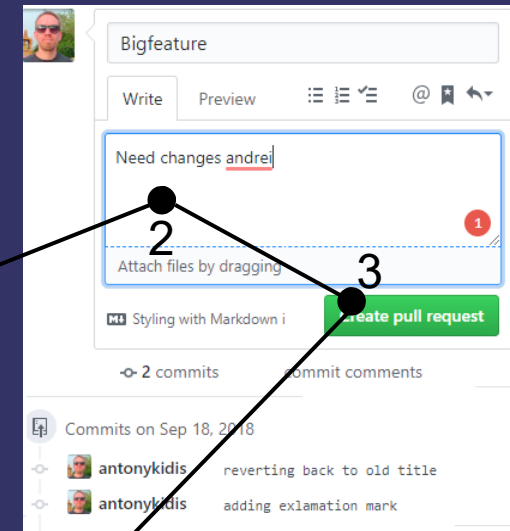 Bigfeature
Write Preview @
Need changes andrei
1
2
Attach files by dragging
3
Styling with Markdown i
Create pull request
2 commits commit comments
Commits on Sep 18, 2018
antonykidis reverting back to old title
antonykidis adding exlamation mark